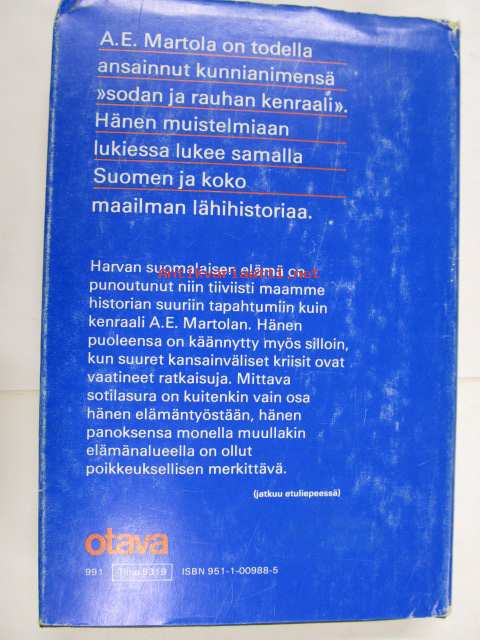 A.E. Martola on todella
ansainnut kunnianimensä
»sodan ja rauhan kenraali».
Hänen muistelmiaan
lukiessa lukee samalla
Suomen ja koko
maailman lähihistoriaa.
Harvan suomalaisen elämä on
punoutunut niin tiiviisti maamme
historian suuriin tapahtumiin kuin
kenraali A.E. Martolan. Hänen
puoleensa on käännytty myös silloin,
kun suuret kansainväliset kriisit ovat
vaatineet ratkaisuja. Mittava
sotilasura on kuitenkin vain osa
hänen elämäntyöstään, hänen
panoksensa monella muullakin
elämänalueella on ollut
poikkeuksellisen merkittävä.
(jatkuu etuliepeessä)
otava
991 5319 ISBN 951-1-00988-5